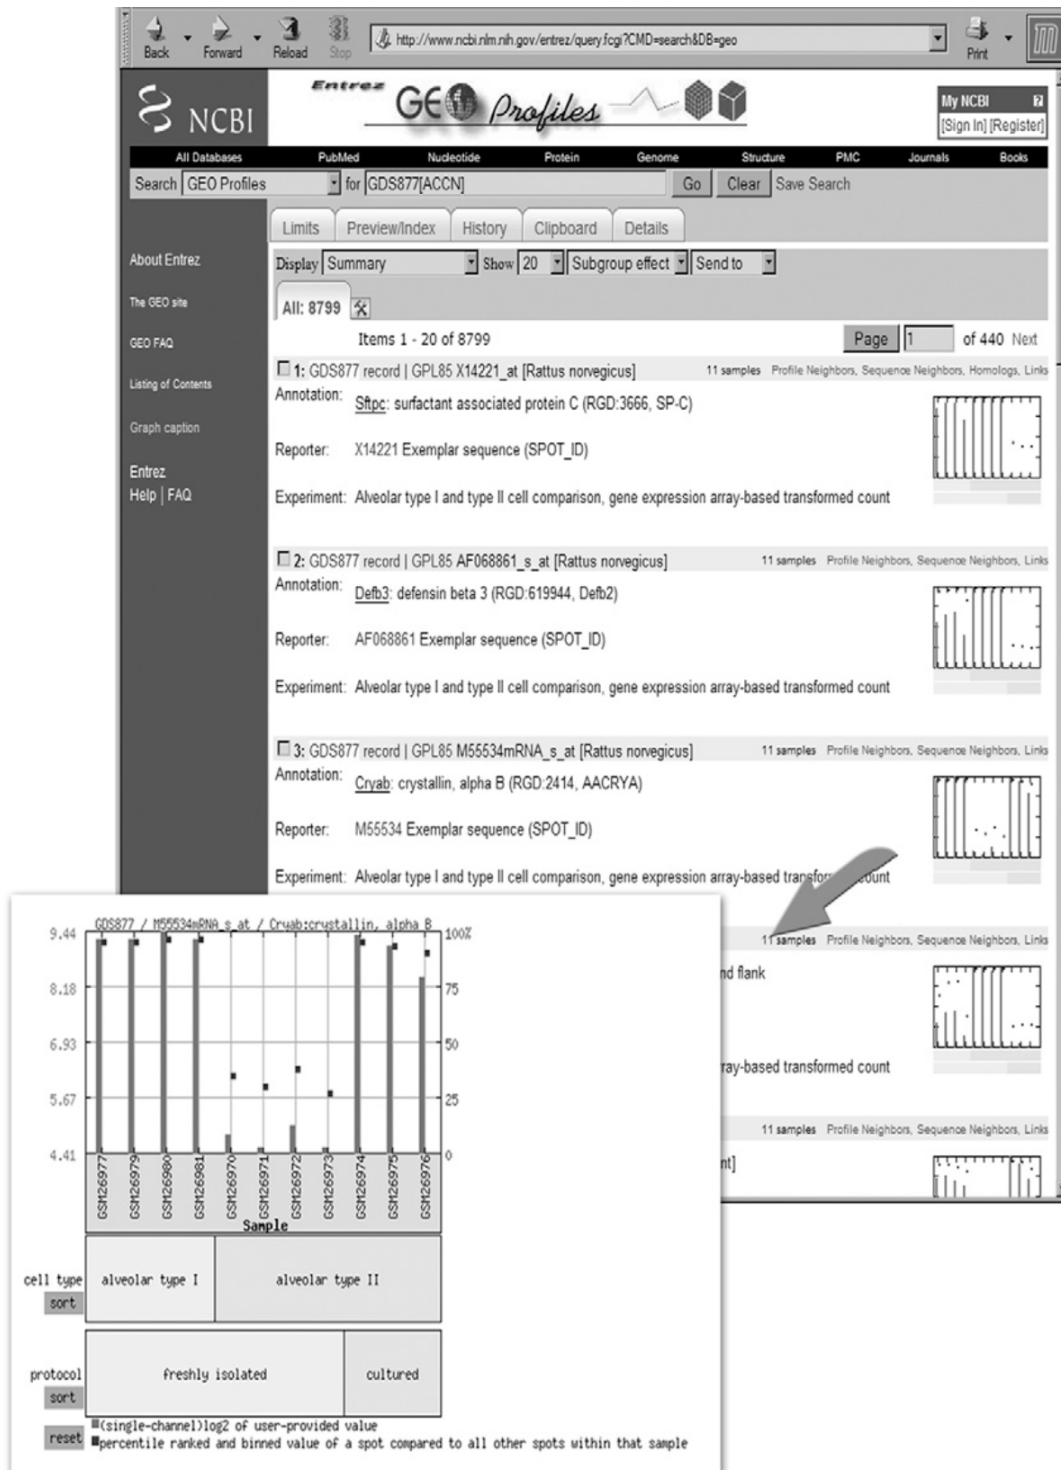 Back Forward Reload Stop http://www.ncbi.nlm.nih.gov/entrez/query.fcgi?CMD=search&DB=geo Print
NCBI Entrez GEO Profiles My NCBI ?
[Sign In] [Register]
All Databases PubMed Nucleotide Protein Genome Structure PMC Journals Books
Search GEO Profiles for GDS877[ACCN] Go Clear Save Search
Limits Preview/Index History Clipboard Details
About Entrez
The GEO site
GEO FAQ
Listing of Contents
Graph caption
Entrez
Help | FAQ
Display Summary Show 20 Subgroup effect Send to
All: 8799
Items 1 - 20 of 8799 Page 1 of 440 Next
1: GDS877 record | GPL85 X14221_at [Rattus norvegicus] 11 samples Profile Neighbors, Sequence Neighbors, Homologs, Links
Annotation: Sftpc: surfactant associated protein C (RGD:3666, SP-C)
Reporter: X14221 Exemplar sequence (SPOT_ID)
Experiment: Alveolar type I and type II cell comparison, gene expression array-based transformed count
2: GDS877 record | GPL85 AF068861_s_at [Rattus norvegicus] 11 samples Profile Neighbors, Sequence Neighbors, Links
Annotation: Defb3: defensin beta 3 (RGD:619944, Defb2)
Reporter: AF068861 Exemplar sequence (SPOT_ID)
Experiment: Alveolar type I and type II cell comparison, gene expression array-based transformed count
3: GDS877 record | GPL85 M55534mRNA_s_at [Rattus norvegicus] 11 samples Profile Neighbors, Sequence Neighbors, Links
Annotation: Cryab: crystallin, alpha B (RGD:2414, AACRYA)
Reporter: M55534 Exemplar sequence (SPOT_ID)
Experiment: Alveolar type I and type II cell comparison, gene expression array-based count
11 samples Profile Neighbors, Sequence Neighbors, Links
nd flank
ray-based transformed count
11 samples Profile Neighbors, Sequence Neighbors, Links
nt]
GDS877 / M55534mRNA_s_at / Cryab:crystallin, alpha B
9.44 100%
8.18 75
6.93 50
5.67 25
4.41 0
GSM26977 GSM26979 GSM26980 GSM26981 GSM26970 GSM26971 GSM26972 GSM26973 GSM26974 GSM26975 GSM26976
Sample
cell type alveolar type I alveolar type II
sort
protocol freshly isolated cultured
sort
(single-channel)log2 of user-provided value
reset percentile ranked and binned value of a spot compared to all other spots within that sample